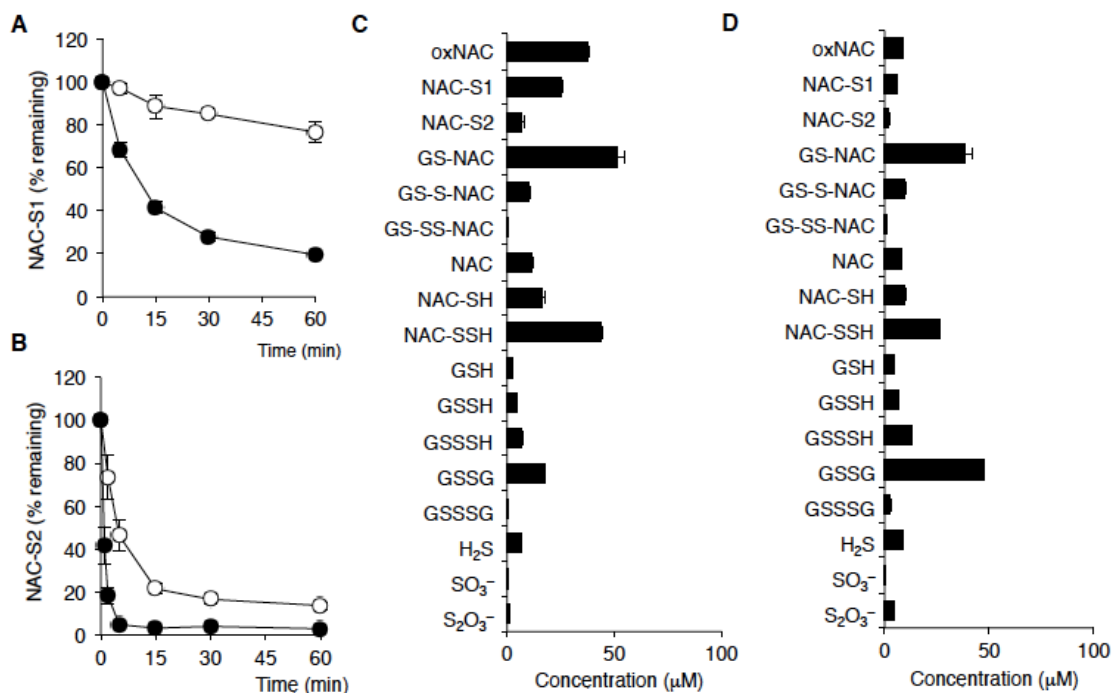 A
NAC-S1 (% remaining)
120
100
80
60
40
20
0
0 15 30 45 60
Time (min)
B
NAC-S2 (% remaining)
120
100
80
60
40
20
0
0 15 30 45 60
Time (min)
C
oxNAC
NAC-S1
NAC-S2
GS-NAC
GS-S-NAC
GS-SS-NAC
NAC
NAC-SH
NAC-SSH
GSH
GSSH
GSSSH
GSSG
GSSSG
H₂S
SO₃⁻
S₂O₃⁻
0 50 100
Concentration (μM)
D
oxNAC
NAC-S1
NAC-S2
GS-NAC
GS-S-NAC
GS-SS-NAC
NAC
NAC-SH
NAC-SSH
GSH
GSSH
GSSSH
GSSG
GSSSG
H₂S
SO₃⁻
S₂O₃⁻
0 50 100
Concentration (μM)